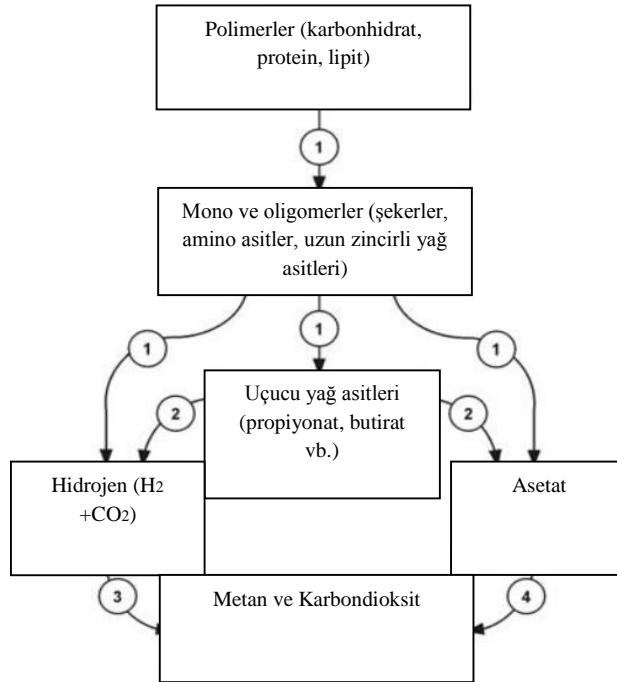 Polimerler (karbonhidrat,
protein, lipit)
1
Mono ve oligomerler (şekerler,
amino asitler, uzun zincirli yağ
asitleri)
1
1
1
Uçucu yağ asitleri
(propiyonat, butirat
vb.)
2
2
Hidrojen (H2
+CO2)
Asetat
3
4
Metan ve Karbondioksit